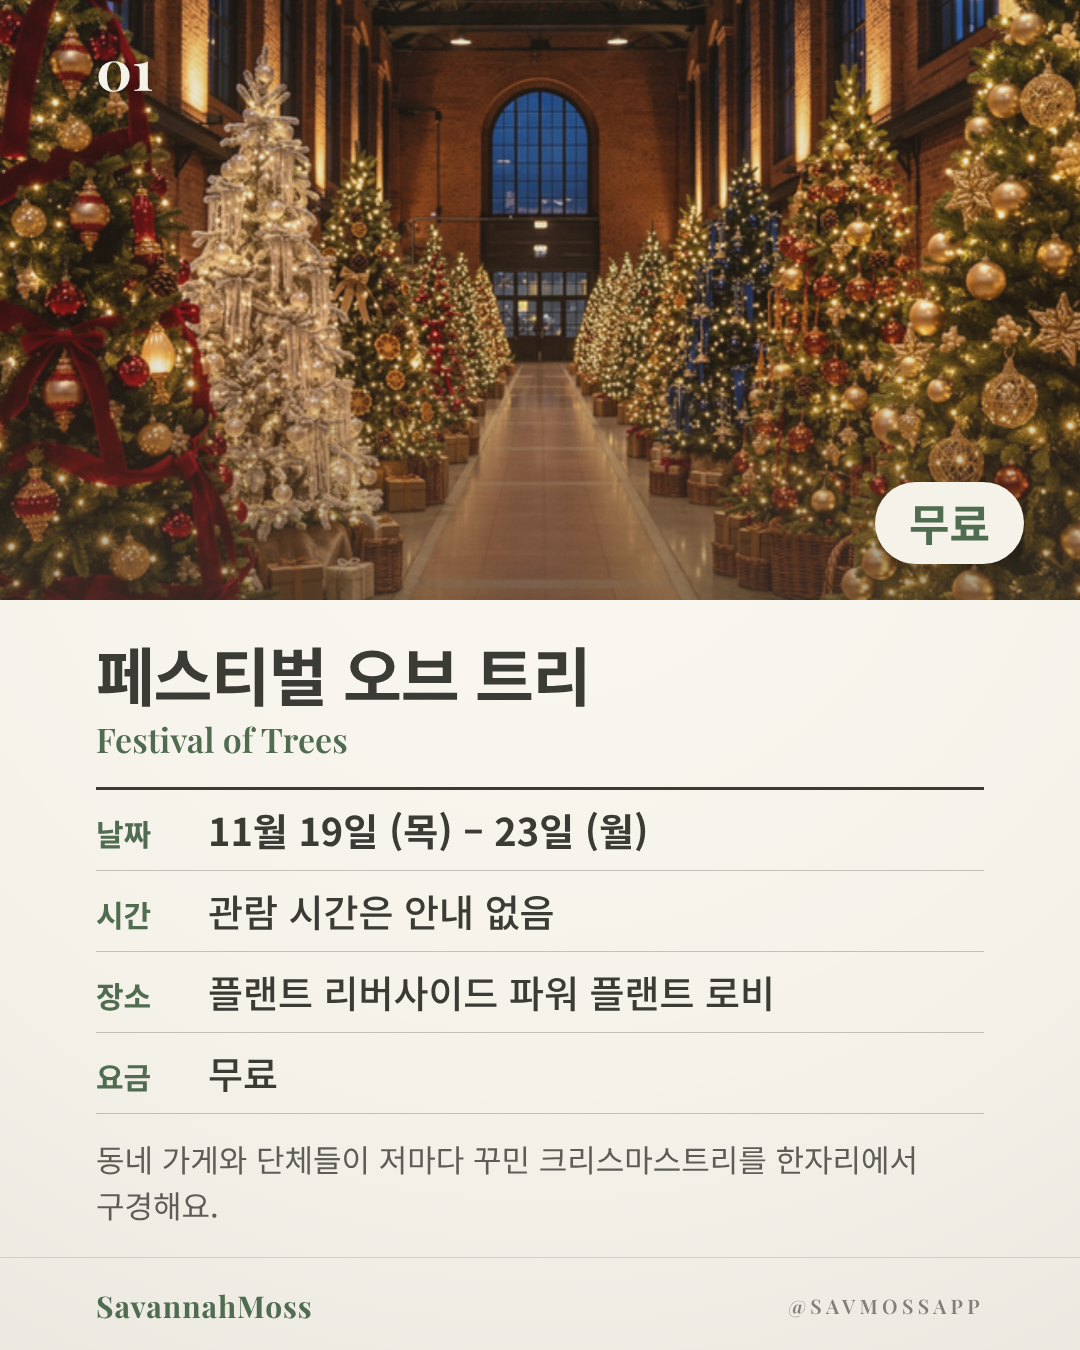 01
무료
페스티벌 오브 트리
Festival of Trees
날짜 11월 19일 (목) – 23일 (월)
시간 관람 시간은 안내 없음
장소 플랜트 리버사이드 파워 플랜트 로비
요금 무료
동네 가게와 단체들이 저마다 꾸민 크리스마스트리를 한자리에서
구경해요.
SavannahMoss @SAVMOSSAPP